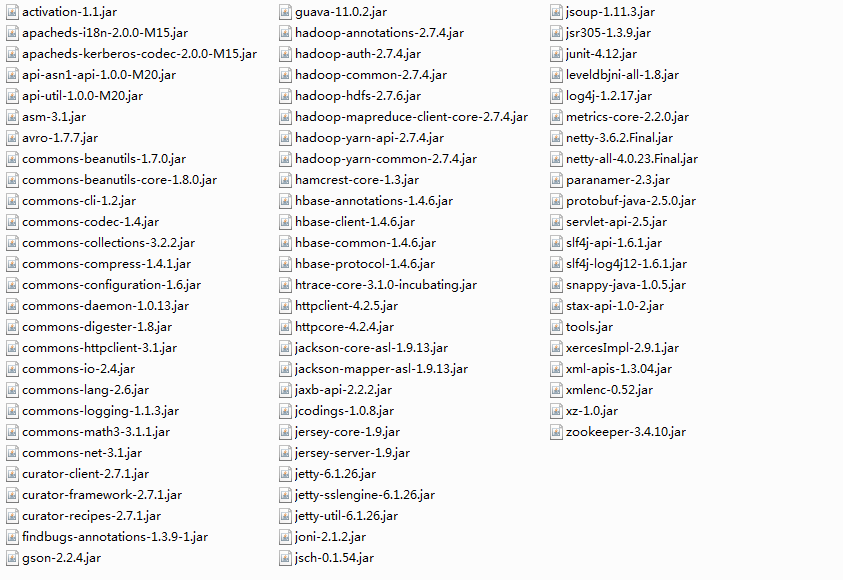 activation-1.1.jar
apacheds-i18n-2.0.0-M15.jar
apacheds-kerberos-codec-2.0.0-M15.jar
api-asn1-api-1.0.0-M20.jar
api-util-1.0.0-M20.jar
asm-3.1.jar
avro-1.7.7.jar
commons-beanutils-1.7.0.jar
commons-beanutils-core-1.8.0.jar
commons-cli-1.2.jar
commons-codec-1.4.jar
commons-collections-3.2.2.jar
commons-compress-1.4.1.jar
commons-configuration-1.6.jar
commons-daemon-1.0.13.jar
commons-digester-1.8.jar
commons-httpclient-3.1.jar
commons-io-2.4.jar
commons-lang-2.6.jar
commons-logging-1.1.3.jar
commons-math3-3.1.1.jar
commons-net-3.1.jar
curator-client-2.7.1.jar
curator-framework-2.7.1.jar
curator-recipes-2.7.1.jar
findbugs-annotations-1.3.9-1.jar
gson-2.2.4.jar
guava-11.0.2.jar
hadoop-annotations-2.7.4.jar
hadoop-auth-2.7.4.jar
hadoop-common-2.7.4.jar
hadoop-hdfs-2.7.6.jar
hadoop-mapreduce-client-core-2.7.4.jar
hadoop-yarn-api-2.7.4.jar
hadoop-yarn-common-2.7.4.jar
hamcrest-core-1.3.jar
hbase-annotations-1.4.6.jar
hbase-client-1.4.6.jar
hbase-common-1.4.6.jar
hbase-protocol-1.4.6.jar
htrace-core-3.1.0-incubating.jar
httpclient-4.2.5.jar
httpcore-4.2.4.jar
jackson-core-asl-1.9.13.jar
jackson-mapper-asl-1.9.13.jar
jaxb-api-2.2.2.jar
jcodings-1.0.8.jar
jersey-core-1.9.jar
jersey-server-1.9.jar
jetty-6.1.26.jar
jetty-sslengine-6.1.26.jar
jetty-util-6.1.26.jar
joni-2.1.2.jar
jsch-0.1.54.jar
jsoup-1.11.3.jar
jsr305-1.3.9.jar
junit-4.12.jar
leveldbjni-all-1.8.jar
log4j-1.2.17.jar
metrics-core-2.2.0.jar
netty-3.6.2.Final.jar
netty-all-4.0.23.Final.jar
paranamer-2.3.jar
protobuf-java-2.5.0.jar
servlet-api-2.5.jar
slf4j-api-1.6.1.jar
slf4j-log4j12-1.6.1.jar
snappy-java-1.0.5.jar
stax-api-1.0-2.jar
tools.jar
xercesImpl-2.9.1.jar
xml-apis-1.3.04.jar
xmlenc-0.52.jar
xz-1.0.jar
zookeeper-3.4.10.jar